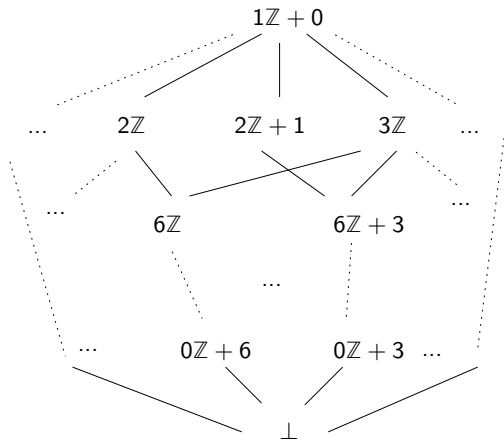 1ℤ + 0
... 2ℤ 2ℤ + 1 3ℤ ...
... 6ℤ 6ℤ + 3 ...
...
... 0ℤ + 6 0ℤ + 3 ...
⊥